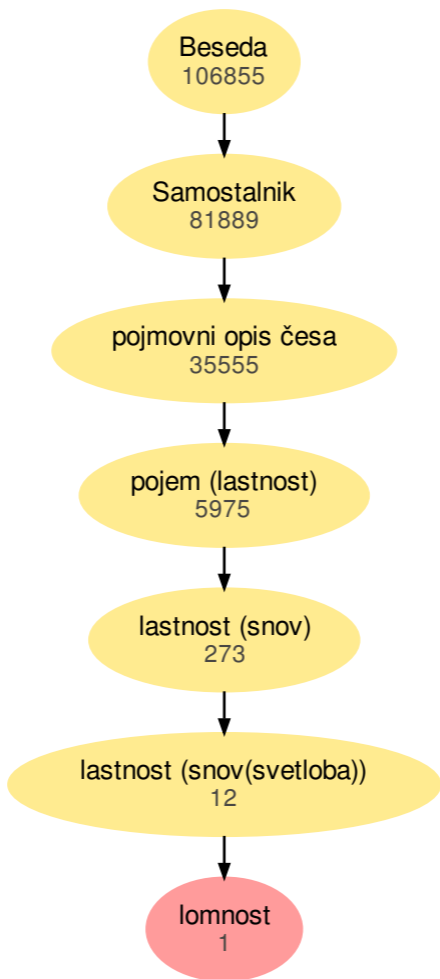 Beseda
106855
Samostalnik
81889
pojmovni opis česa
35555
pojem (lastnost)
5975
lastnost (snov)
273
lastnost (snov(svetloba))
12
lomnost
1